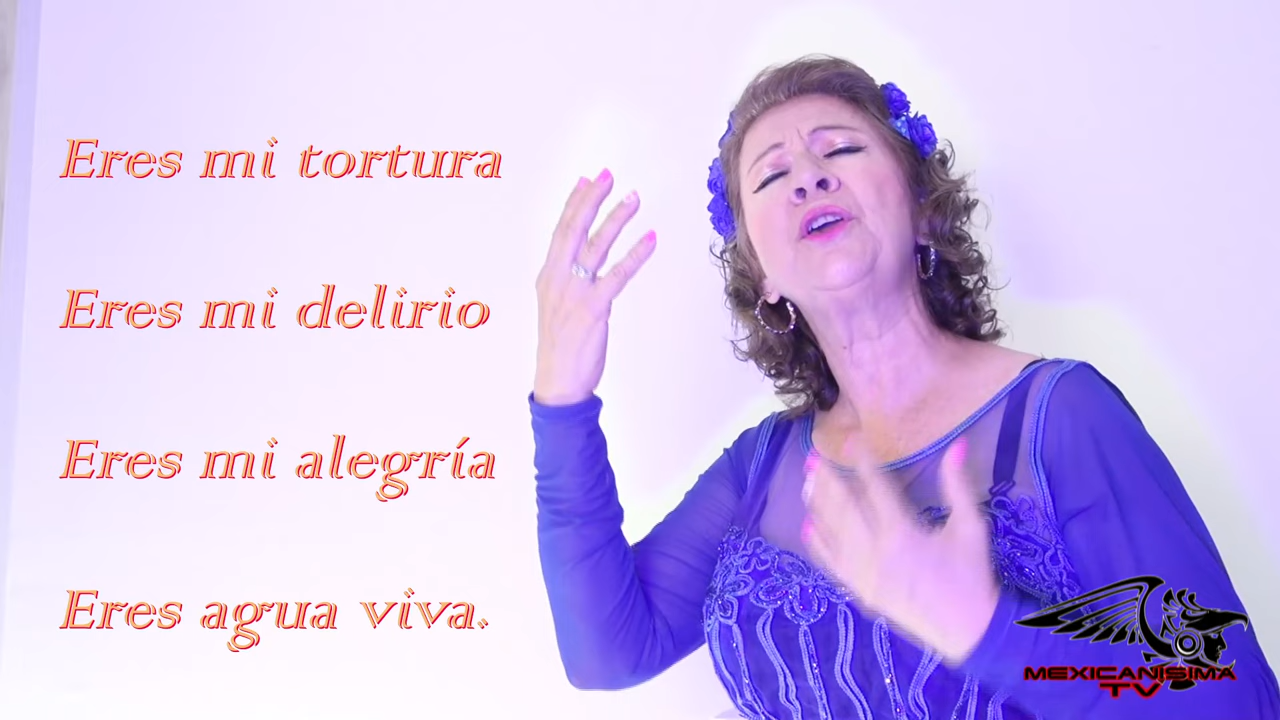 Eres mi tortura
Eres mi delirio
Eres mi alegría
Eres agua viva.
MEXICANISIMA
TV